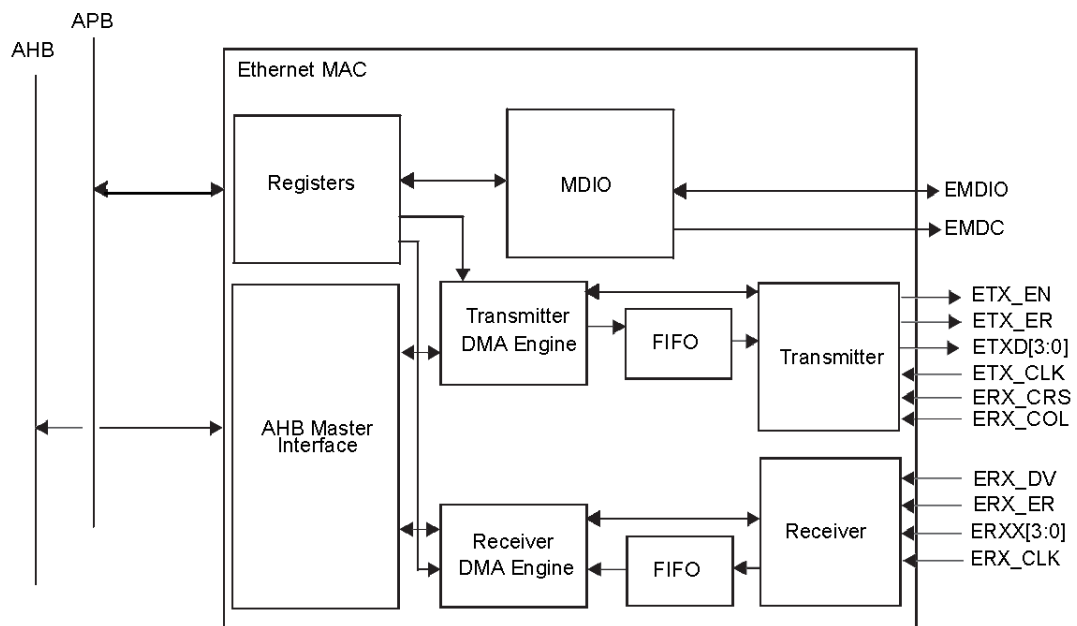 APB
AHB
Ethernet MAC
Registers
MDIO
EMDIO
EMDC
Transmitter
DMA Engine
FIFO
Transmitter
ETX_EN
ETX_ER
ETXD[3:0]
ETX_CLK
ERX_CRS
ERX_COL
AHB Master
Interface
Receiver
DMA Engine
FIFO
Receiver
ERX_DV
ERX_ER
ERXX[3:0]
ERX_CLK